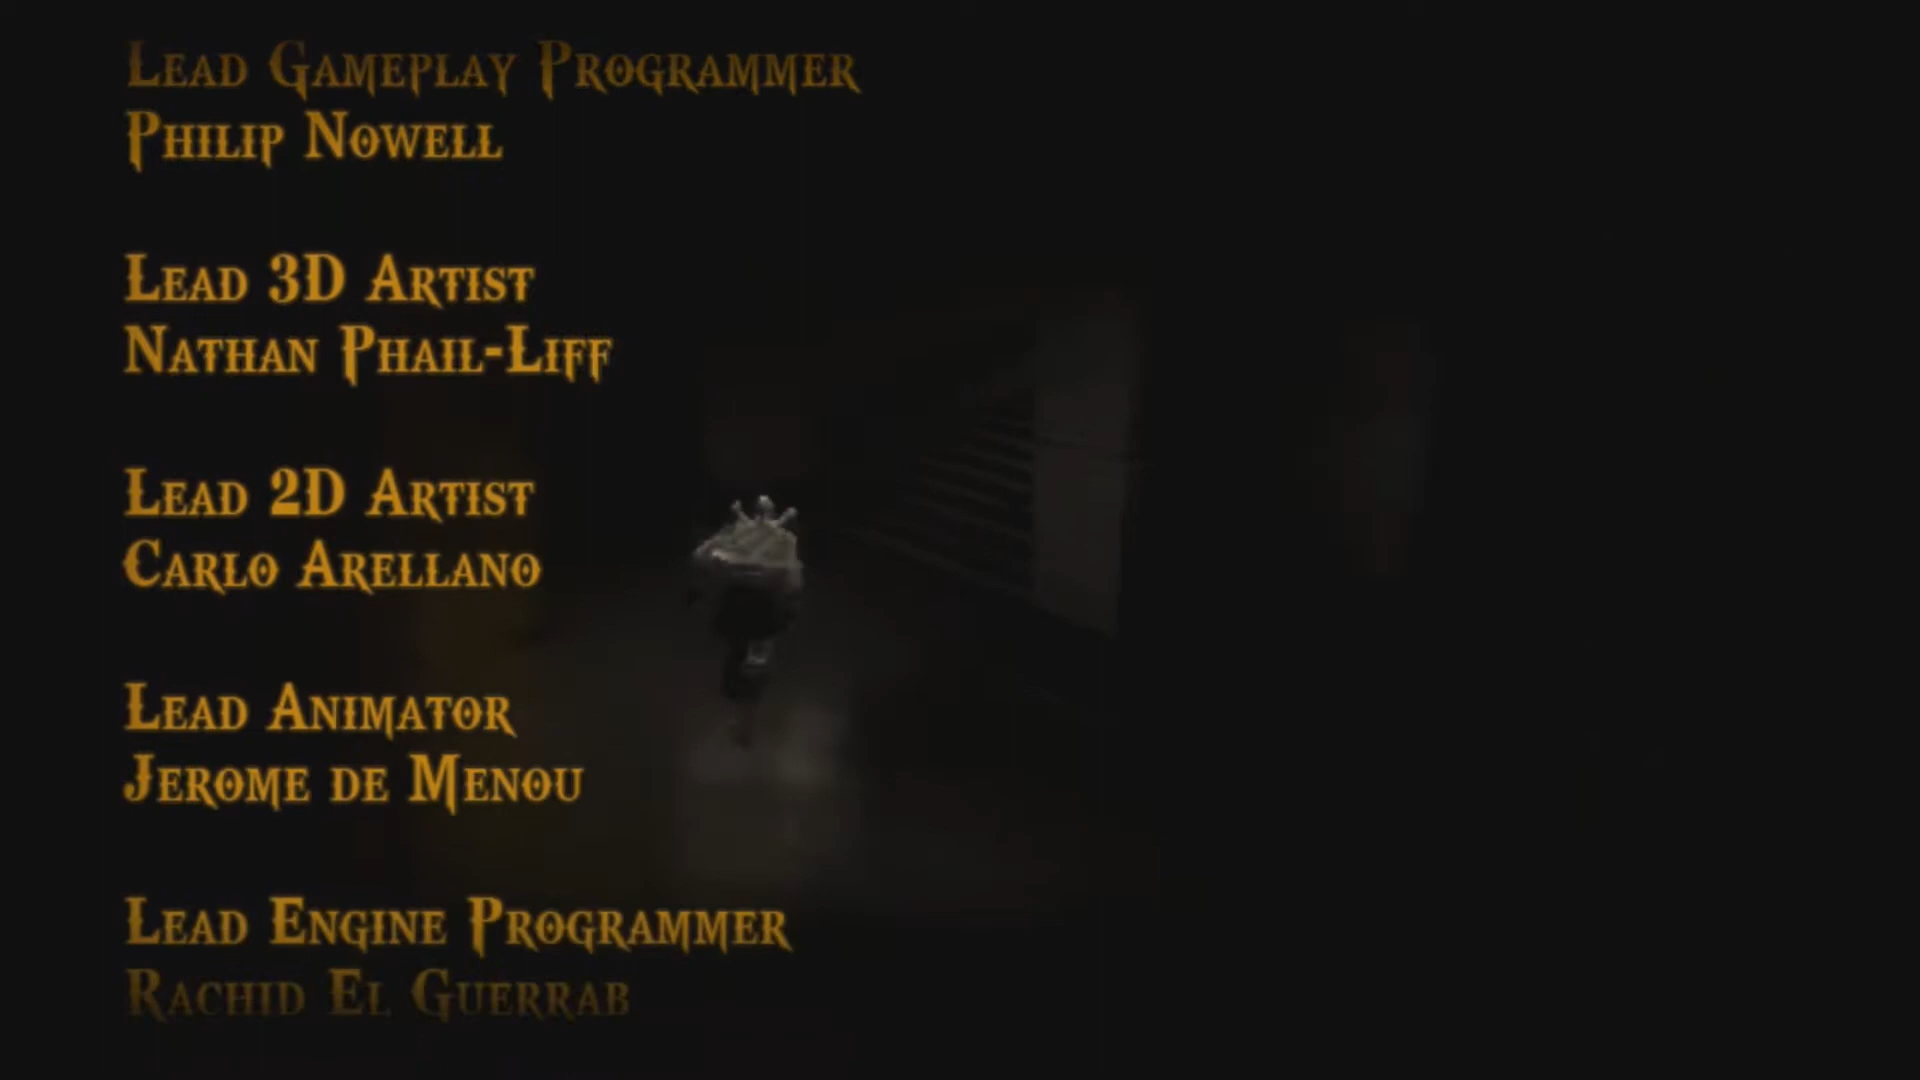 Lead Gameplay Programmer
Philip Nowell
Lead 3D Artist
Nathan Phail-Liff
Lead 2D Artist
Carlo Arellano
Lead Animator
Jerome de Menou
Lead Engine Programmer
Rachid El Guerrab